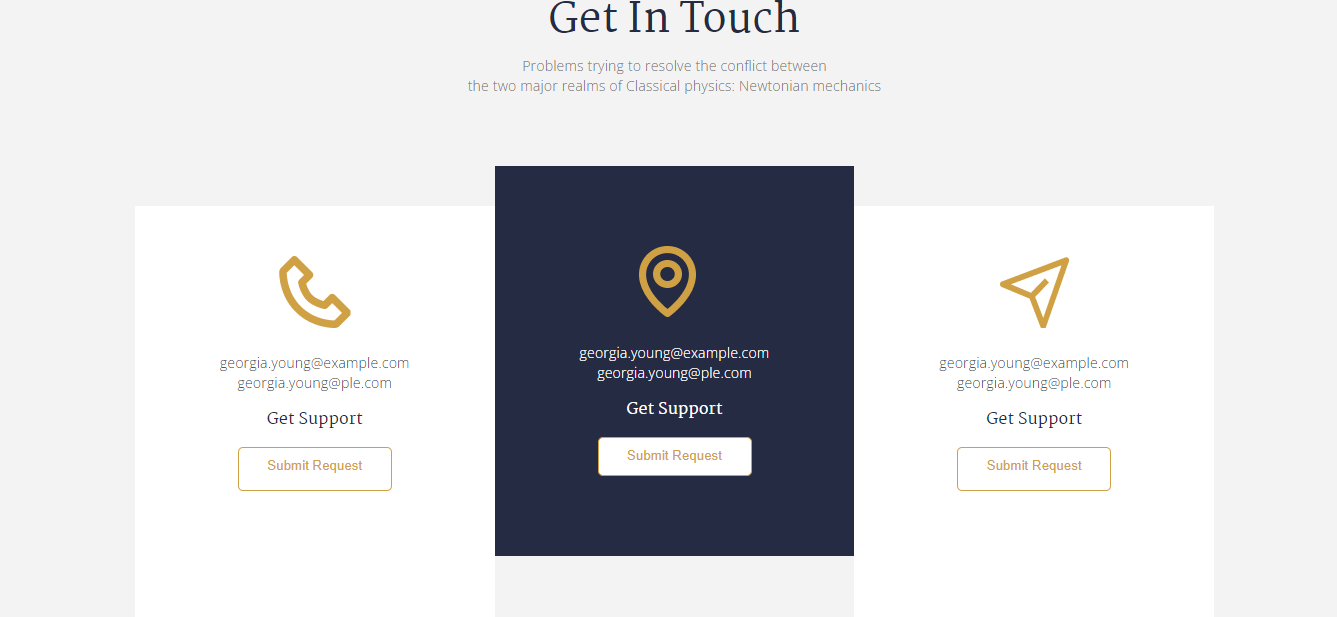 Get In Touch
Problems trying to resolve the conflict between
the two major realms of Classical physics: Newtonian mechanics
georgia.young@example.com
georgia.young@ple.com
Get Support
Submit Request
georgia.young@example.com
georgia.young@ple.com
Get Support
Submit Request
georgia.young@example.com
georgia.young@ple.com
Get Support
Submit Request